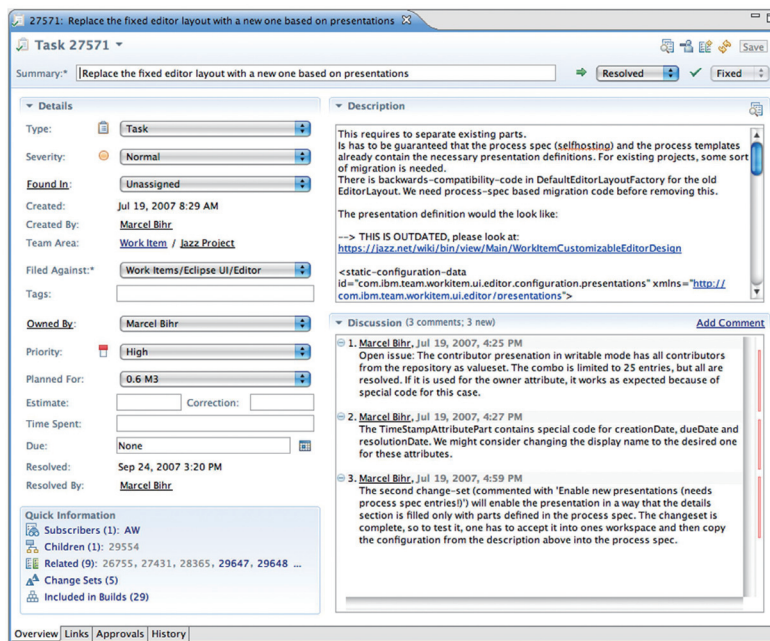 27571: Replace the fixed editor layout with a new one based on presentations
Task 27571
Save
Summary:* Replace the fixed editor layout with a new one based on presentations
Resolved
Fixed
Details
Type: Task
Severity: Normal
Found In: Unassigned
Created: Jul 19, 2007 8:29 AM
Created By: Marcel Bihr
Team Area: Work Item / Jazz Project
Filed Against:* Work Items/Eclipse UI/Editor
Tags:
Owned By: Marcel Bihr
Priority: High
Planned For: 0.6 M3
Estimate: Correction:
Time Spent:
Due: None
Resolved: Sep 24, 2007 3:20 PM
Resolved By: Marcel Bihr
Quick Information
Subscribers (1): AW
Children (1): 29554
Related (9): 26755, 27431, 28365, 29647, 29648 ...
Change Sets (5)
Included in Builds (29)
Description
This requires to separate existing parts.
Is has to be guaranteed that the process spec (selfhosting) and the process templates
already contain the necessary presentation definitions. For existing projects, some sort
of migration is needed.
There is backwards-compatibility-code in DefaultEditorLayoutFactory for the old
EditorLayout. We need process-spec based migration code before removing this.
The presentation definition would the look like:
--> THIS IS OUTDATED, please look at:
https://jazz.net/wiki/bin/view/Main/WorkItemCustomizableEditorDesign
<static-configuration-data
id="com.ibm.team.workitem.ui.editor.configuration.presentations" xmlns="http://
com.ibm.team.workitem.ui.editor/presentations">
Discussion (3 comments; 3 new)
Add Comment
1. Marcel Bihr, Jul 19, 2007, 4:25 PM
Open issue: The contributor presenation in writable mode has all contributors
from the repository as valueset. The combo is limited to 25 entries, but all are
resolved. If it is used for the owner attribute, it works as expected because of
special code for this case.
2. Marcel Bihr, Jul 19, 2007, 4:27 PM
The TimeStampAttributePart contains special code for creationDate, dueDate and
resolutionDate. We might consider changing the display name to the desired one
for these attributes.
3. Marcel Bihr, Jul 19, 2007, 4:59 PM
The second change-set (commented with 'Enable new presentations (needs
process spec entries!)') will enable the presentation in a way that the details
section is filled only with parts defined in the process spec. The changeset is
complete, so to test it, one has to accept it into ones workspace and then copy
the configuration from the description above into the process spec.
Overview Links Approvals History